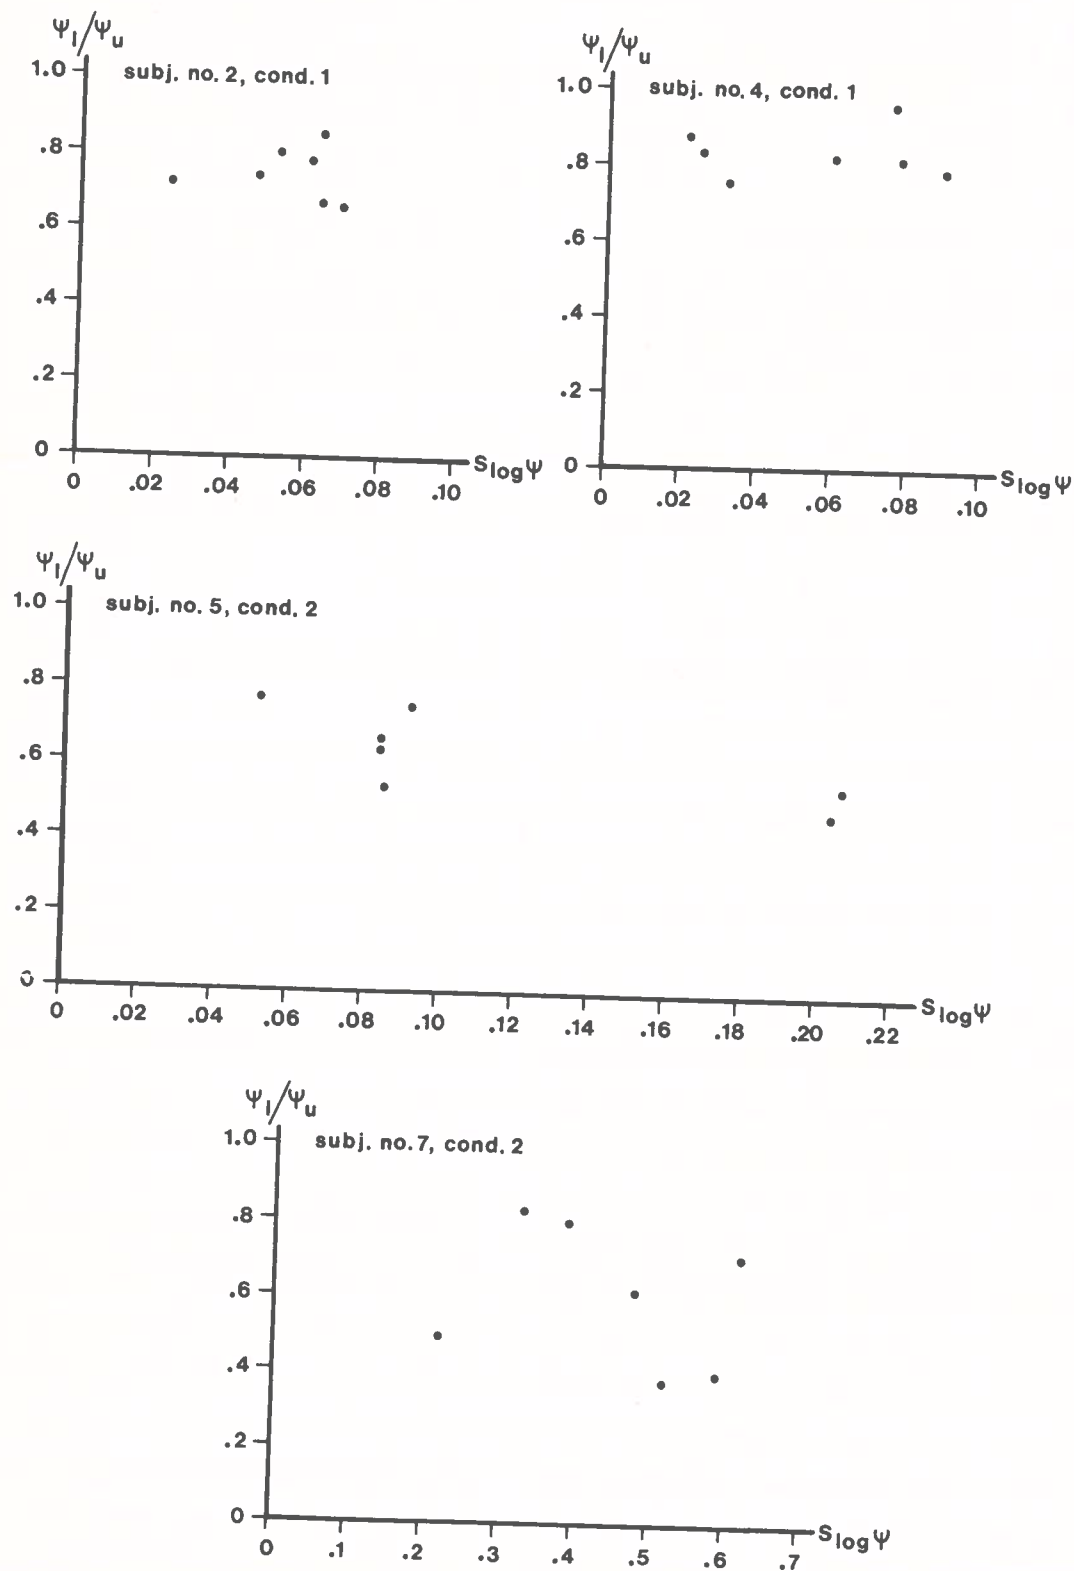 Ψl/Ψu
1.0
subj. no. 2, cond. 1
.8
.6
.4
.2
0
0 .02 .04 .06 .08 .10 SlogΨ
Ψl/Ψu
1.0
subj. no. 4, cond. 1
.8
.6
.4
.2
0
0 .02 .04 .06 .08 .10 SlogΨ
Ψl/Ψu
1.0
subj. no. 5, cond. 2
.8
.6
.4
.2
0
0 .02 .04 .06 .08 .10 .12 .14 .16 .18 .20 .22 SlogΨ
Ψl/Ψu
1.0
subj. no. 7, cond. 2
.8
.6
.4
.2
0
0 .1 .2 .3 .4 .5 .6 .7 SlogΨ